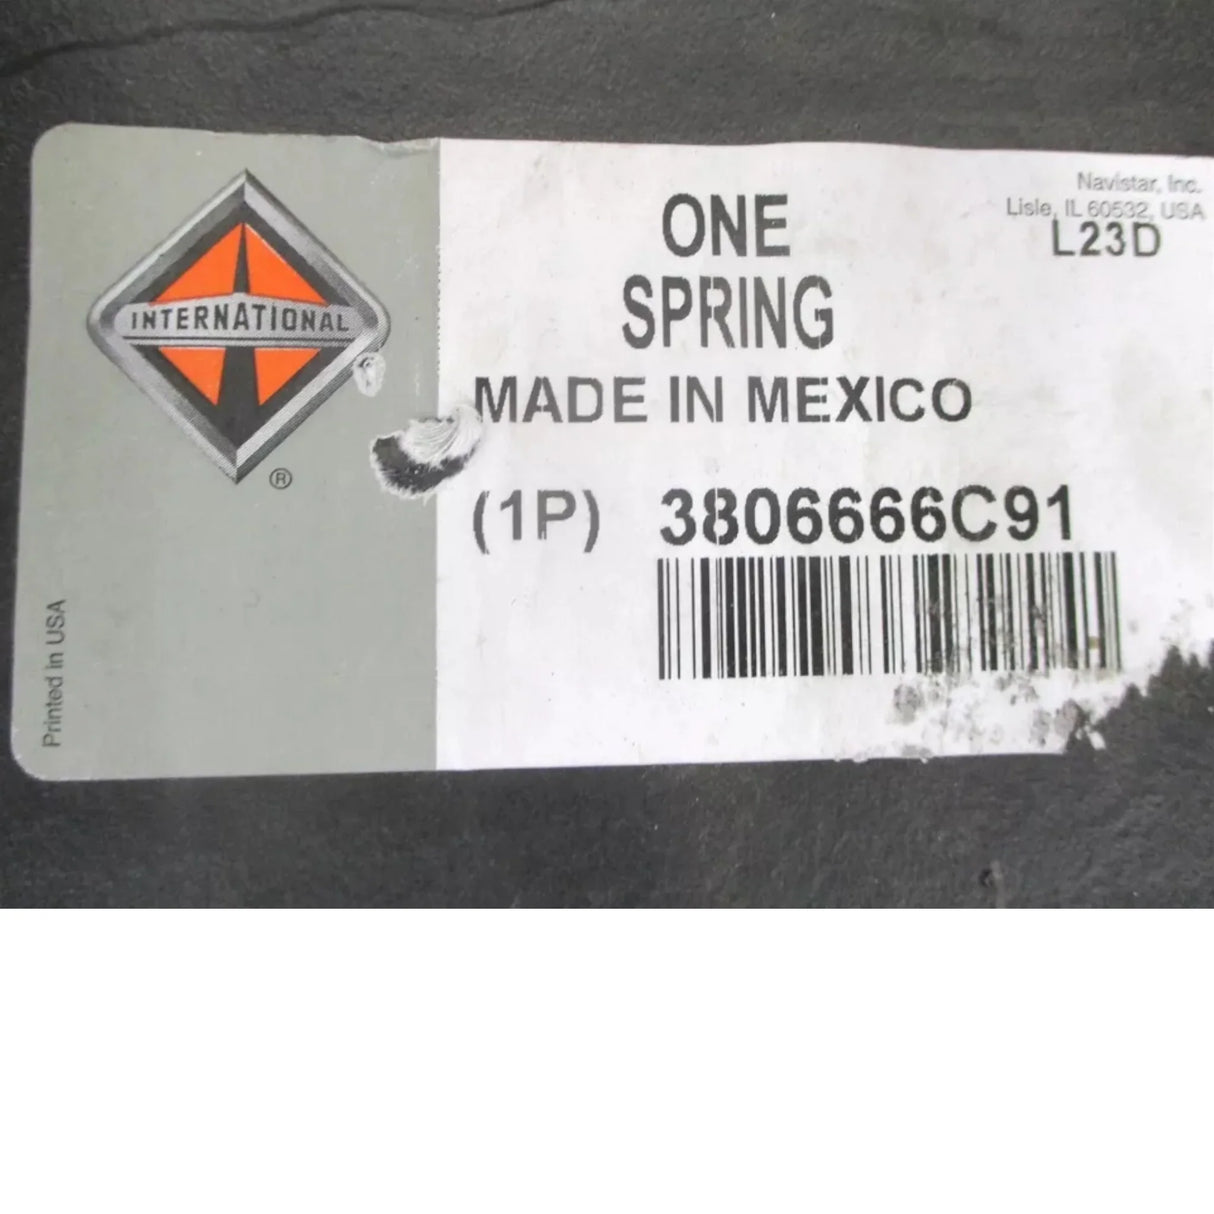 INTERNATIONAL
®
Printed in USA
Navistar, Inc.
Lisle, IL 60532, USA
L23D
ONE
SPRING
MADE IN MEXICO
(1P) 3806666C91